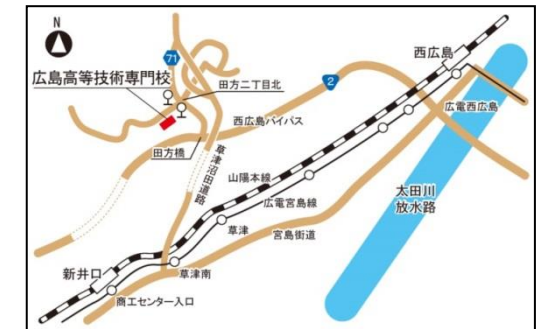 N
71
西広島
広島高等技術専門校
田方二丁目北
2
広電西広島
西広島バイパス
田方橋
草津沼田道路
山陽本線
広電宮島線
太田川
放水路
草津
宮島街道
新井口
草津南
商工センター入口